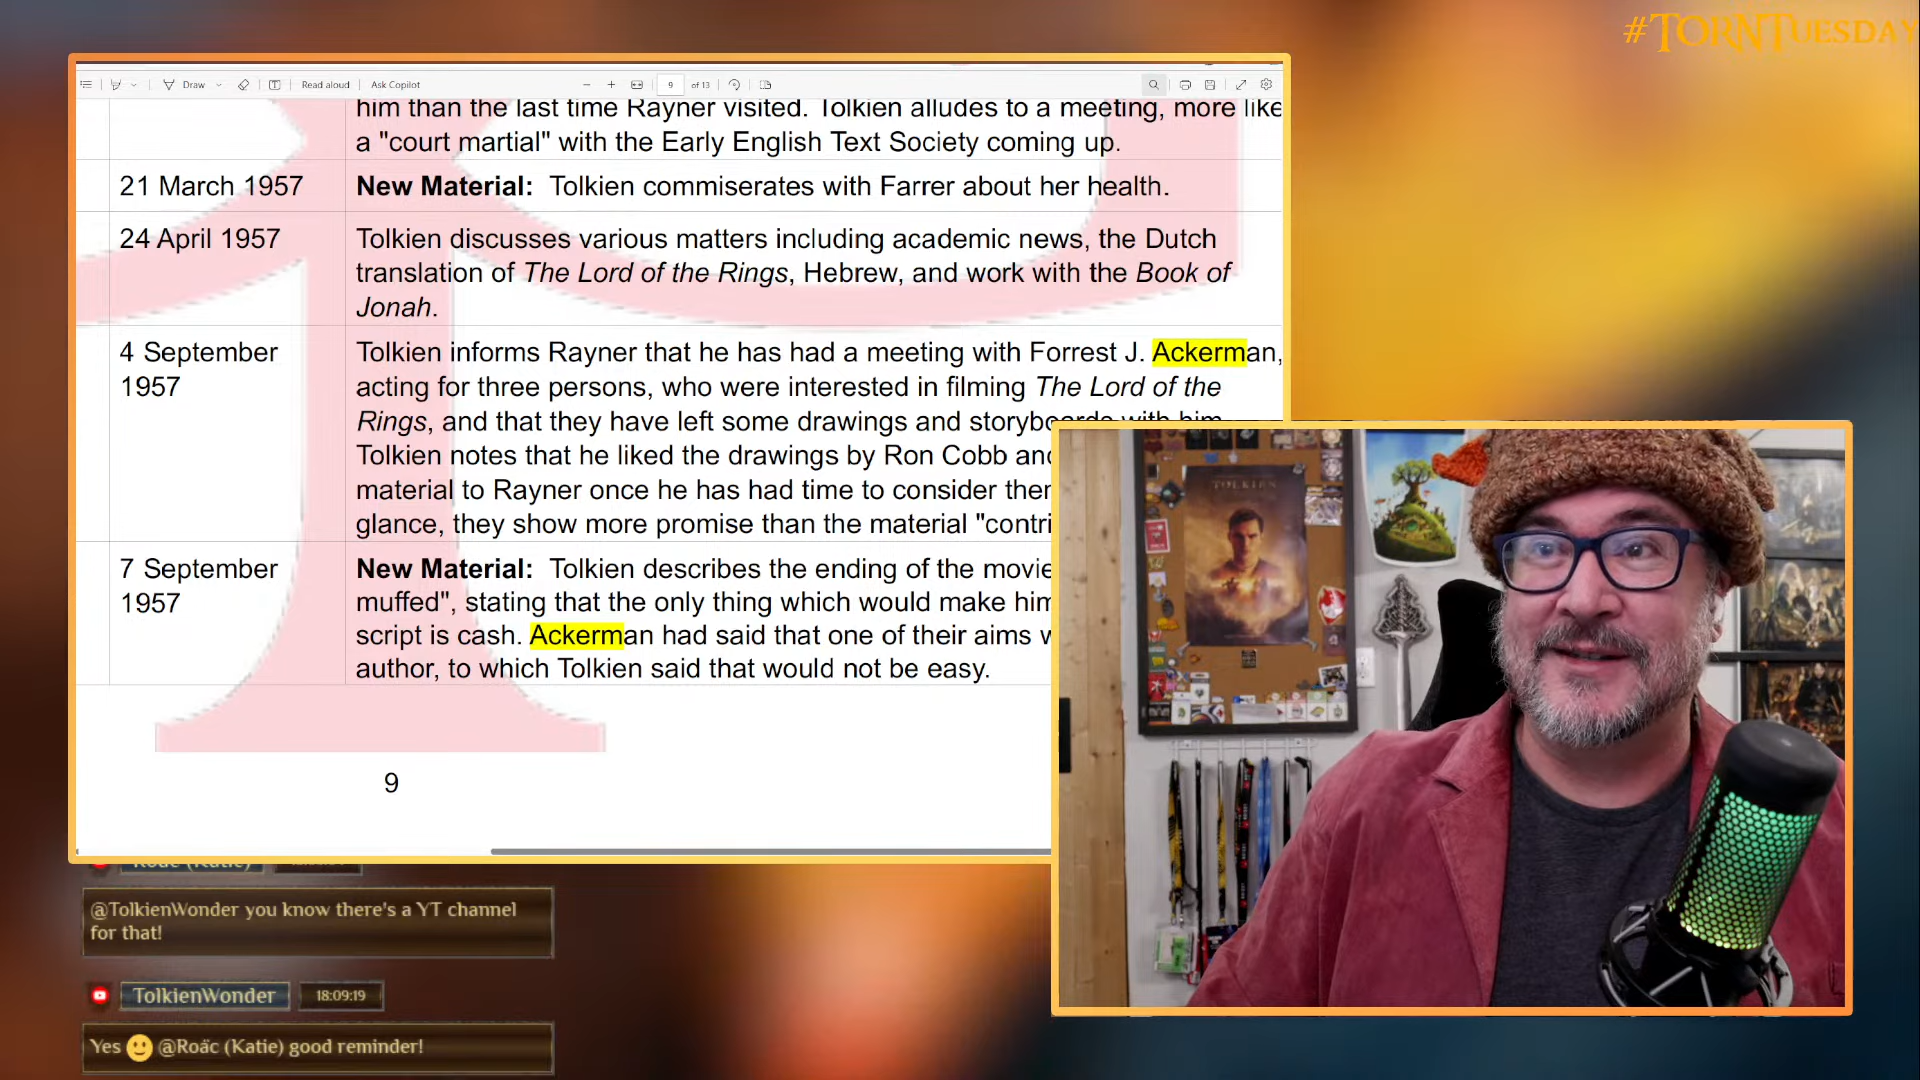 #TORNTUESDAY
Draw
Read aloud
Ask Copilot
9
of 13
him than the last time Rayner visited. Tolkien alludes to a meeting, more like
a "court martial" with the Early English Text Society coming up.
21 March 1957
New Material: Tolkien commiserates with Farrer about her health.
24 April 1957
Tolkien discusses various matters including academic news, the Dutch
translation of The Lord of the Rings, Hebrew, and work with the Book of
Jonah.
4 September
1957
Tolkien informs Rayner that he has had a meeting with Forrest J. Ackerman,
acting for three persons, who were interested in filming The Lord of the
Rings, and that they have left some drawings and storyboards with him.
Tolkien notes that he liked the drawings by Ron Cobb and
material to Rayner once he has had time to consider
glance, they show more promise than the material
7 September
1957
New Material: Tolkien describes the ending of the movie
muffed", stating that the only thing which would make him
script is cash. Ackerman had said that one of their aims
author, to which Tolkien said that would not be easy.
9
TOLKIEN
Roäc (Katie)
@TolkienWonder you know there's a YT channel
for that!
TolkienWonder
18:09:19
Yes 🙂 @Roäc (Katie) good reminder!